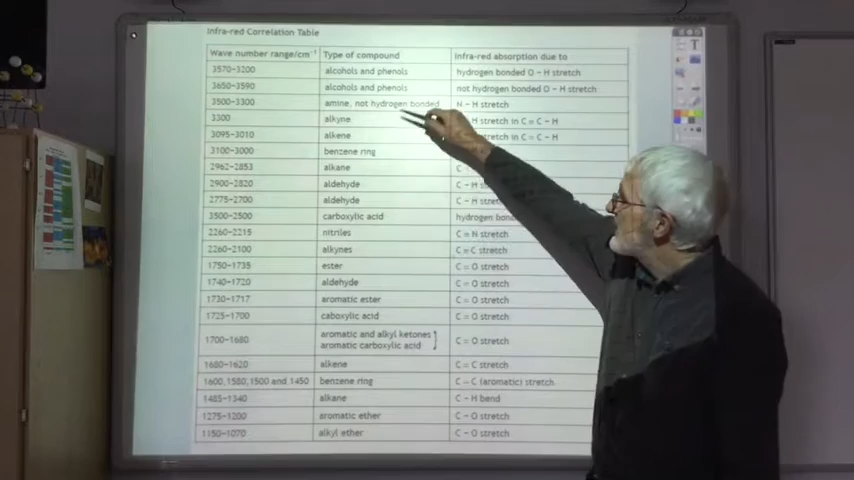 Infra-red Correlation Table
Wave number range/cm⁻¹ Type of compound Infra-red absorption due to
3570-3200 alcohols and phenols hydrogen bonded O - H stretch
3650-3590 alcohols and phenols not hydrogen bonded O - H stretch
3500-3300 amine, not hydrogen bonded N - H stretch
3300 alkyne H stretch in C ≡ C - H
3095-3010 alkene stretch in C = C - H
3100-3000 benzene ring
2962-2853 alkane C -
2900-2820 aldehyde C - H
2775-2700 aldehyde C - H
3500-2500 carboxylic acid hydrogen
2260-2215 nitriles C ≡ N stretch
2260-2100 alkynes C ≡ C stretch
1750-1735 ester C = O stretch
1740-1720 aldehyde C = O stretch
1730-1717 aromatic ester C = O stretch
1725-1700 caboxylic acid C = O stretch
1700-1680 aromatic and alkyl ketones C = O stretch
aromatic carboxylic acid
1680-1620 alkene C = C stretch
1600,1580,1500 and 1450 benzene ring C = C (aromatic) stretch
1485-1340 alkane C - H bend
1275-1200 aromatic ether C - O stretch
1150-1070 alkyl ether C - O stretch
T